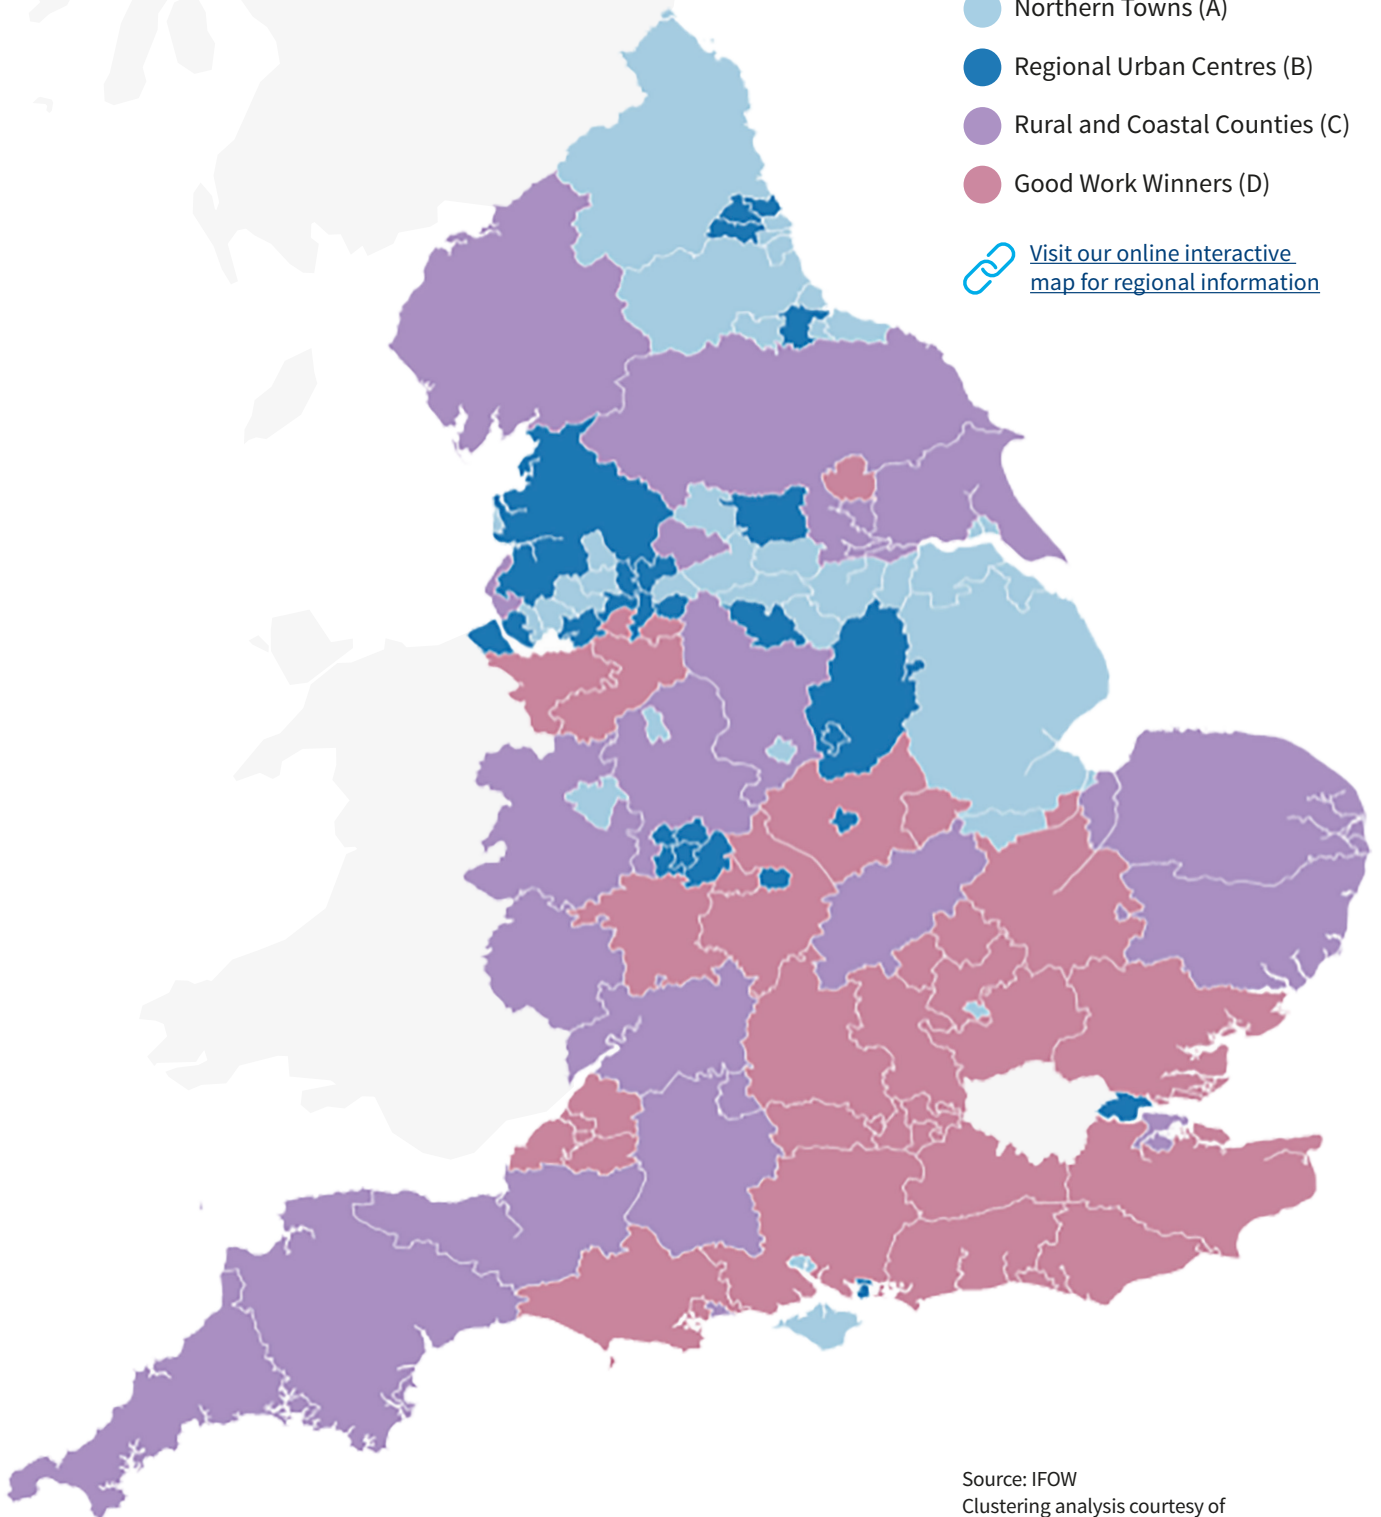 Northern Towns (A)
Regional Urban Centres (B)
Rural and Coastal Counties (C)
Good Work Winners (D)
Visit our online interactive
map for regional information
Source: IFOW
Clustering analysis courtesy of